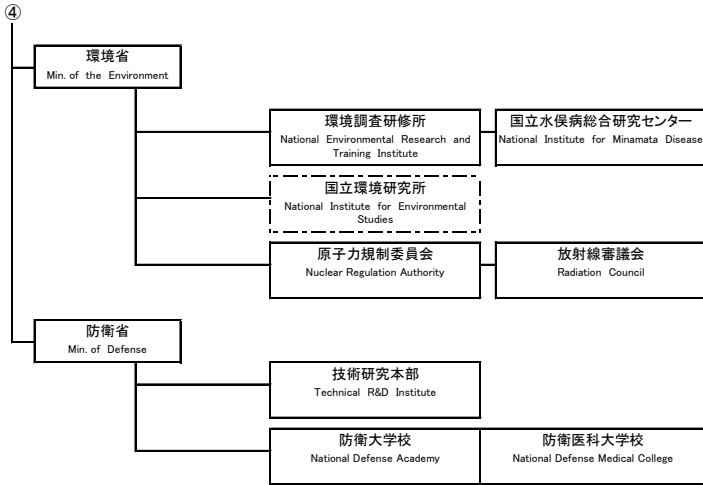 ④
環境省
Min. of the Environment
環境調査研修所
National Environmental Research and
Training Institute
国立水俣病総合研究センター
National Institute for Minamata Disease
国立環境研究所
National Institute for Environmental
Studies
原子力規制委員会
Nuclear Regulation Authority
放射線審議会
Radiation Council
防衛省
Min. of Defense
技術研究本部
Technical R&D Institute
防衛大学校
National Defense Academy
防衛医科大学校
National Defense Medical College